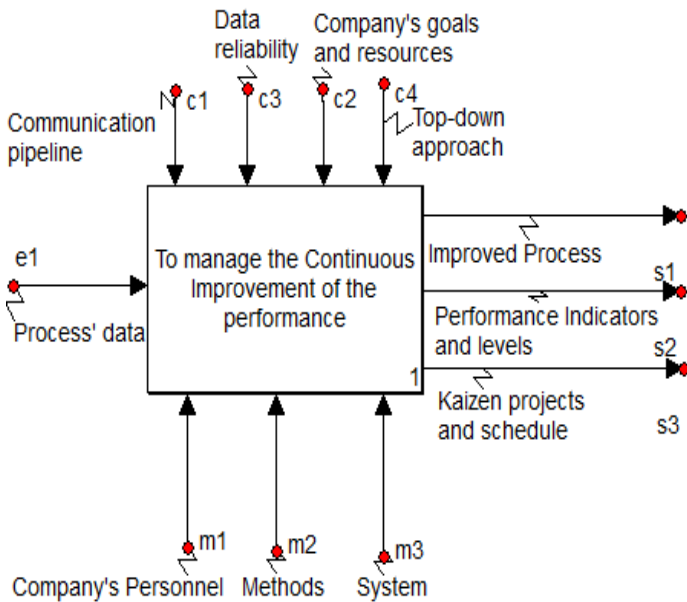 Data
reliability
Company's goals
and resources
c1
c3
c2
c4
Communication
pipeline
Top-down
approach
e1
Process' data
To manage the Continuous
Improvement of the
performance
1
Improved Process
s1
Performance Indicators
and levels
s2
Kaizen projects
and schedule
s3
m1
m2
m3
Company's Personnel
Methods
System